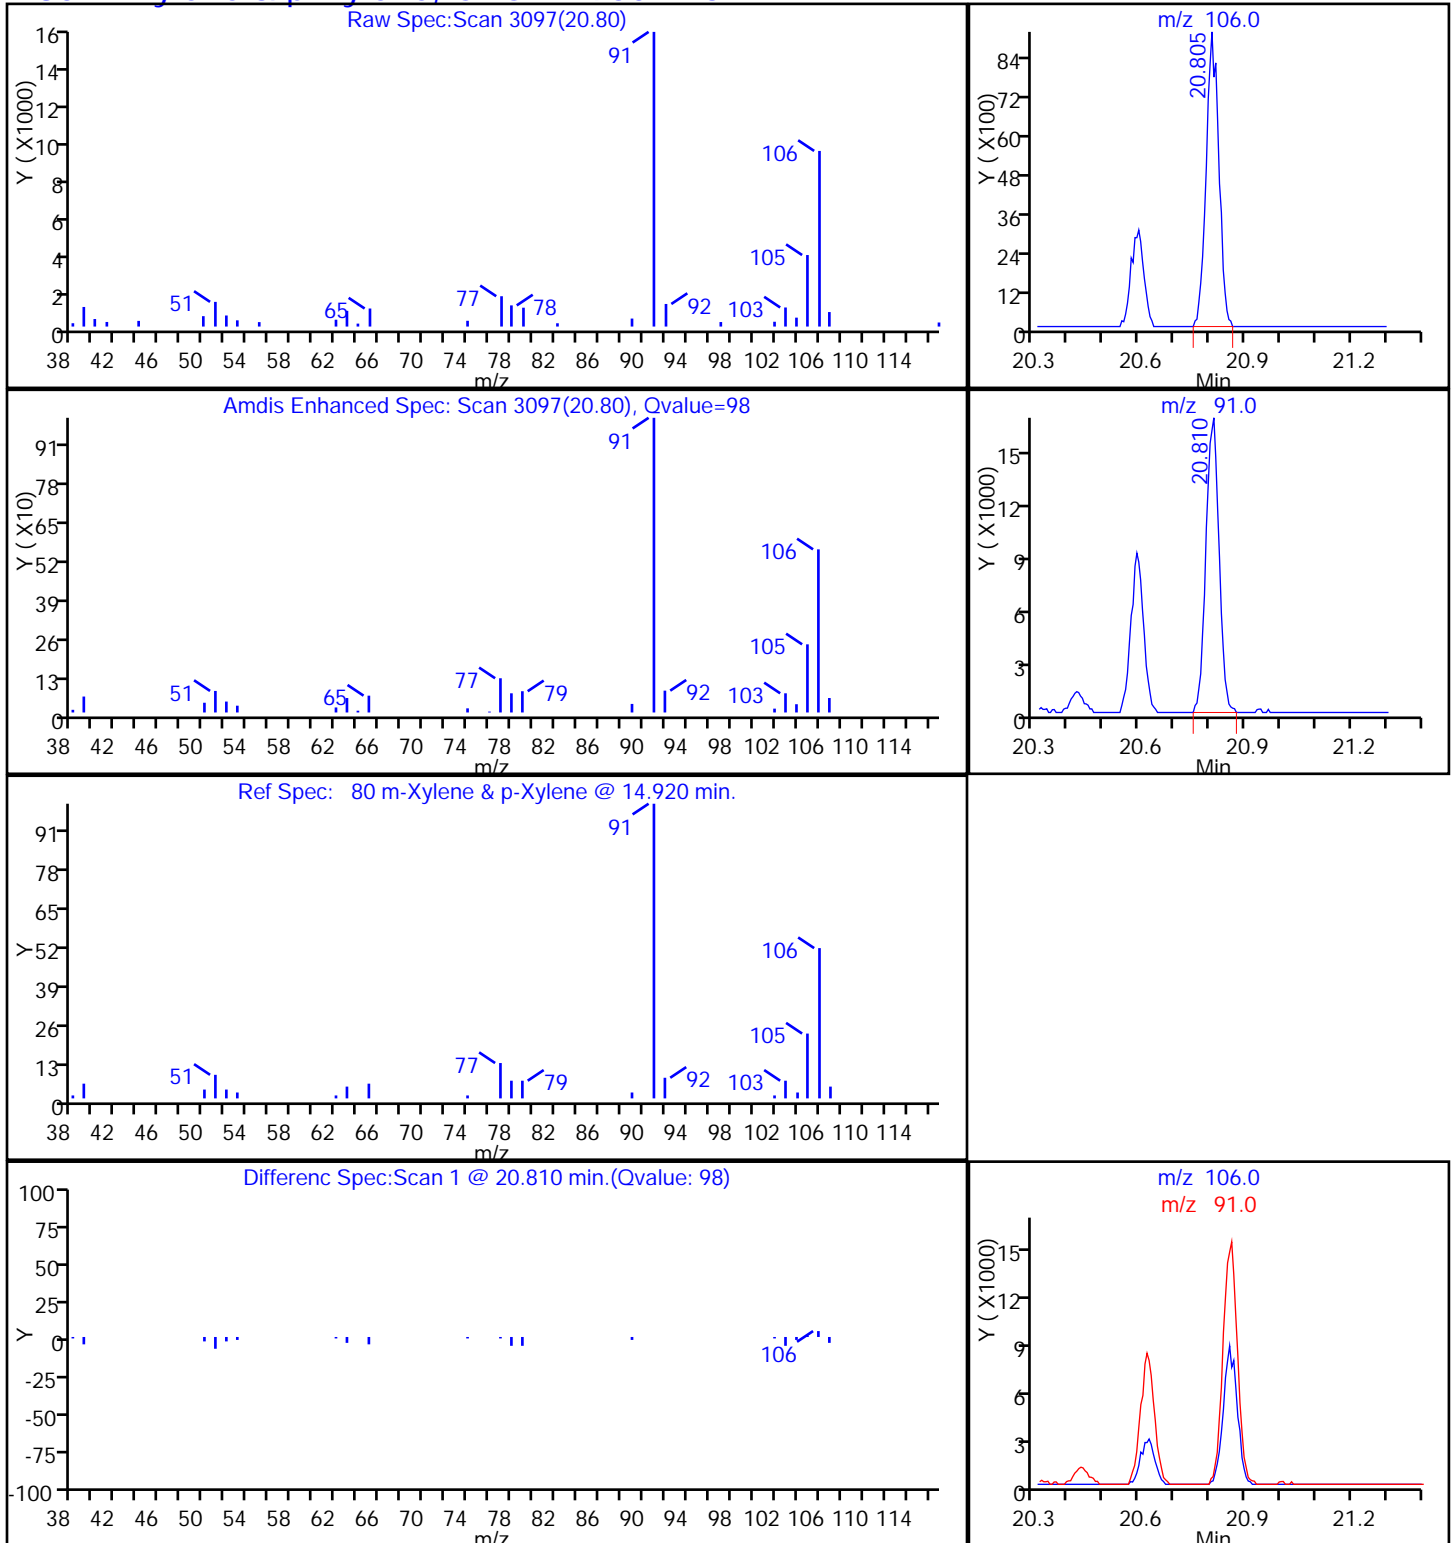 Raw Spec:Scan 3097(20.80)
Y ( X1000)
16
14
12
10
8
6
4
2
0
91
106
105
51
65
77
78
92
103
38 42 46 50 54 58 62 66 70 74 78 82 86 90 94 98 102 106 110 114
m/z
m/z 106.0
Y ( X100)
84
72
60
48
36
24
12
0
20.805
20.3 20.6 20.9 21.2
Min
Amdis Enhanced Spec: Scan 3097(20.80), Qvalue=98
Y ( X10)
91
78
65
52
39
26
13
0
91
106
105
51
65
77
79
92
103
38 42 46 50 54 58 62 66 70 74 78 82 86 90 94 98 102 106 110 114
m/z
m/z 91.0
Y ( X1000)
15
12
9
6
3
0
20.810
20.3 20.6 20.9 21.2
Min
Ref Spec: 80 m-Xylene & p-Xylene @ 14.920 min.
Y
91
78
65
52
39
26
13
0
91
106
105
51
77
79
92
103
38 42 46 50 54 58 62 66 70 74 78 82 86 90 94 98 102 106 110 114
m/z
Differenc Spec:Scan 1 @ 20.810 min.(Qvalue: 98)
Y
100
75
50
25
0
-25
-50
-75
-100
106
38 42 46 50 54 58 62 66 70 74 78 82 86 90 94 98 102 106 110 114
m/z
m/z 106.0
m/z 91.0
Y ( X1000)
15
12
9
6
3
0
20.3 20.6 20.9 21.2
Min